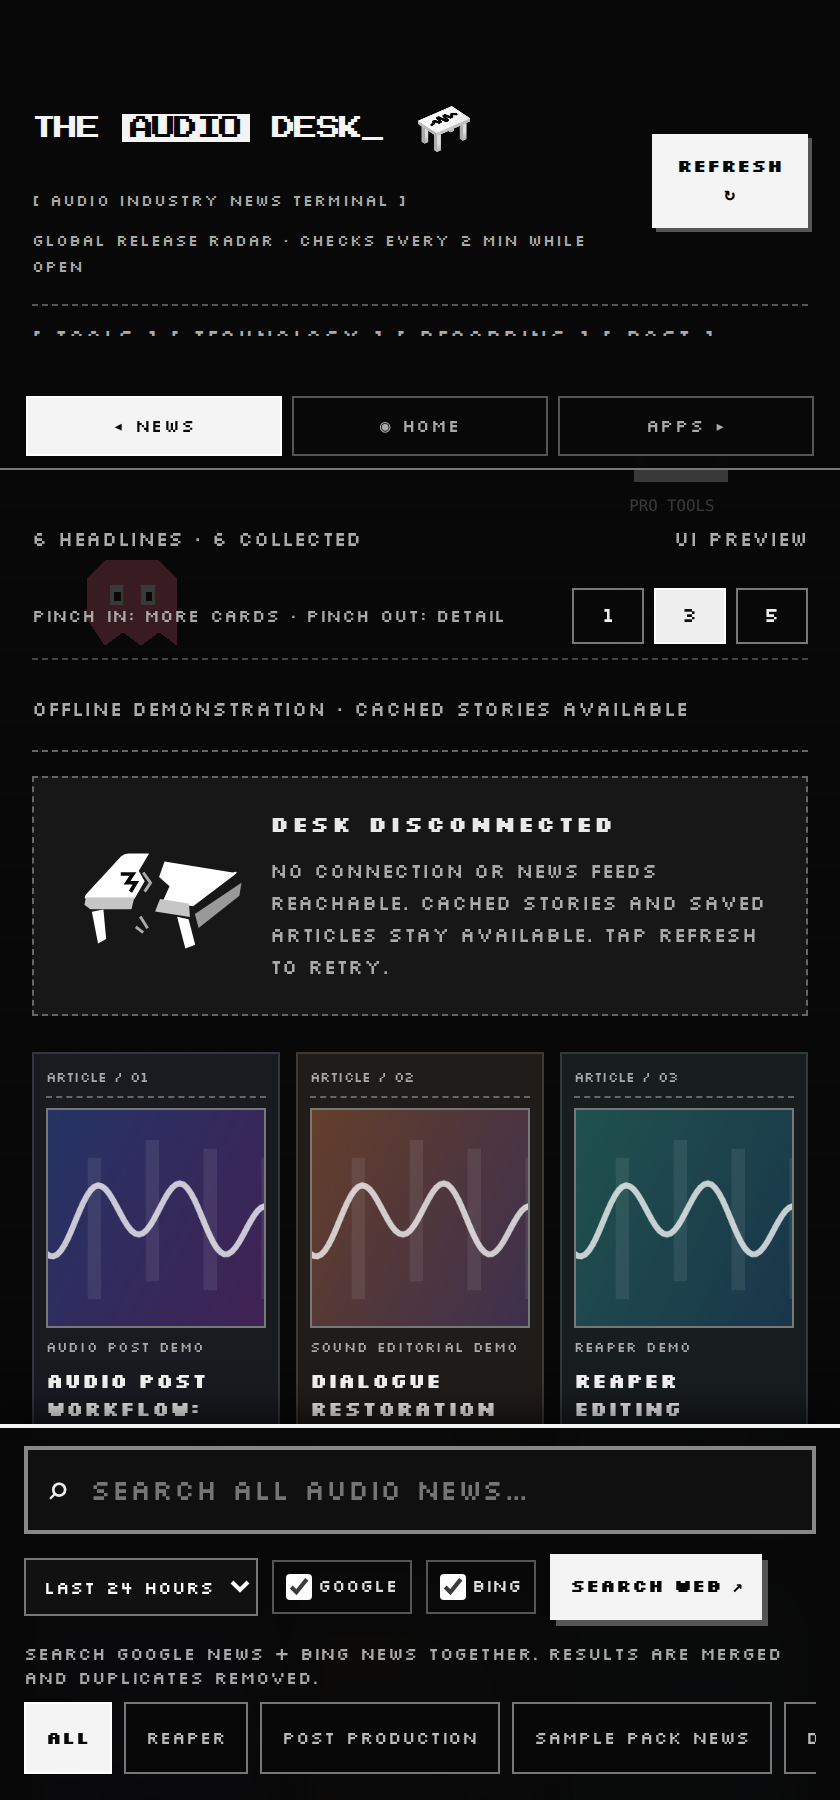 THE AUDIO DESK_
REFRESH
↻
[ AUDIO INDUSTRY NEWS TERMINAL ]
GLOBAL RELEASE RADAR · CHECKS EVERY 2 MIN WHILE
OPEN
[ TOOLS ] [ TECHNOLOGY ] [ RECORDING ] [ POST ]
◂ NEWS
◉ HOME
APPS ▸
PRO TOOLS
6 HEADLINES · 6 COLLECTED
UI PREVIEW
PINCH IN: MORE CARDS · PINCH OUT: DETAIL
1
3
5
OFFLINE DEMONSTRATION · CACHED STORIES AVAILABLE
DESK DISCONNECTED
NO CONNECTION OR NEWS FEEDS
REACHABLE. CACHED STORIES AND SAVED
ARTICLES STAY AVAILABLE. TAP REFRESH
TO RETRY.
ARTICLE / 01
AUDIO POST DEMO
AUDIO POST
WORKFLOW:
ARTICLE / 02
SOUND EDITORIAL DEMO
DIALOGUE
RESTORATION
ARTICLE / 03
REAPER DEMO
REAPER
EDITING
SEARCH ALL AUDIO NEWS…
LAST 24 HOURS
GOOGLE
BING
SEARCH WEB ↗
SEARCH GOOGLE NEWS + BING NEWS TOGETHER. RESULTS ARE MERGED
AND DUPLICATES REMOVED.
ALL
REAPER
POST PRODUCTION
SAMPLE PACK NEWS